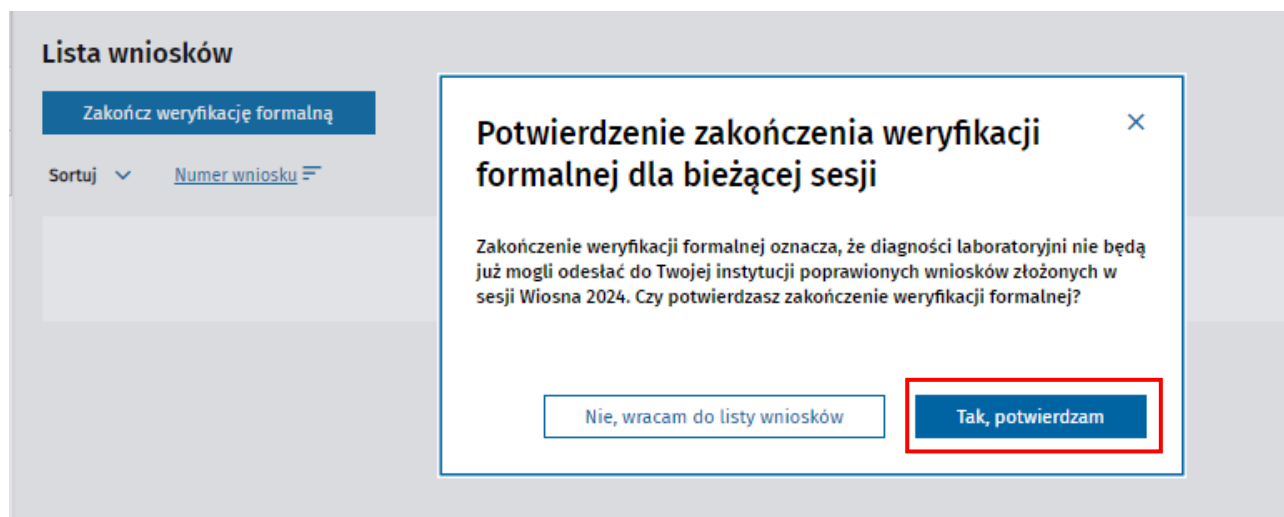 Lista wniosków
Zakończ weryfikację formalną
Sortuj Numer wniosku
Potwierdzenie zakończenia weryfikacji
formalnej dla bieżącej sesji
Zakończenie weryfikacji formalnej oznacza, że diagności laboratoryjni nie będą
już mogli odesłać do Twojej instytucji poprawionych wniosków złożonych w
sesji Wiosna 2024. Czy potwierdzasz zakończenie weryfikacji formalnej?
Nie, wracam do listy wniosków Tak, potwierdzam